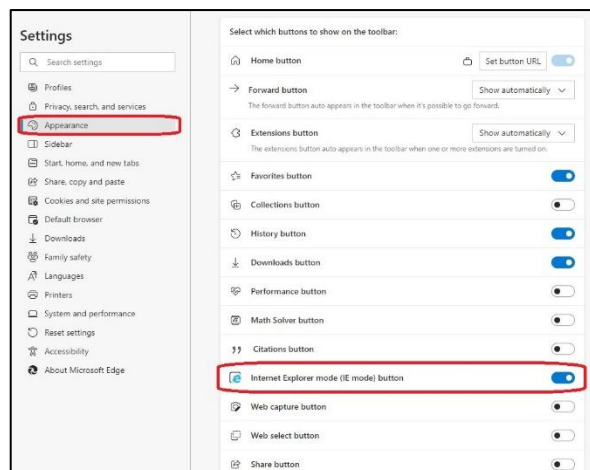 Settings
Search settings
Profiles
Privacy, search, and services
Appearance
Sidebar
Start, home, and new tabs
Share, copy and paste
Cookies and site permissions
Default browser
Downloads
Family safety
Languages
Printers
System and performance
Reset settings
Accessibility
About Microsoft Edge
Select which buttons to show on the toolbar:
Home button
Set button URL
Forward button
Show automatically
The forward button auto appears in the toolbar when it's possible to go forward.
Extensions button
Show automatically
The extensions button auto appears in the toolbar when one or more extensions are turned on.
Favorites button
Collections button
History button
Downloads button
Performance button
Math Solver button
Citations button
Internet Explorer mode (IE mode) button
Web capture button
Web select button
Share button